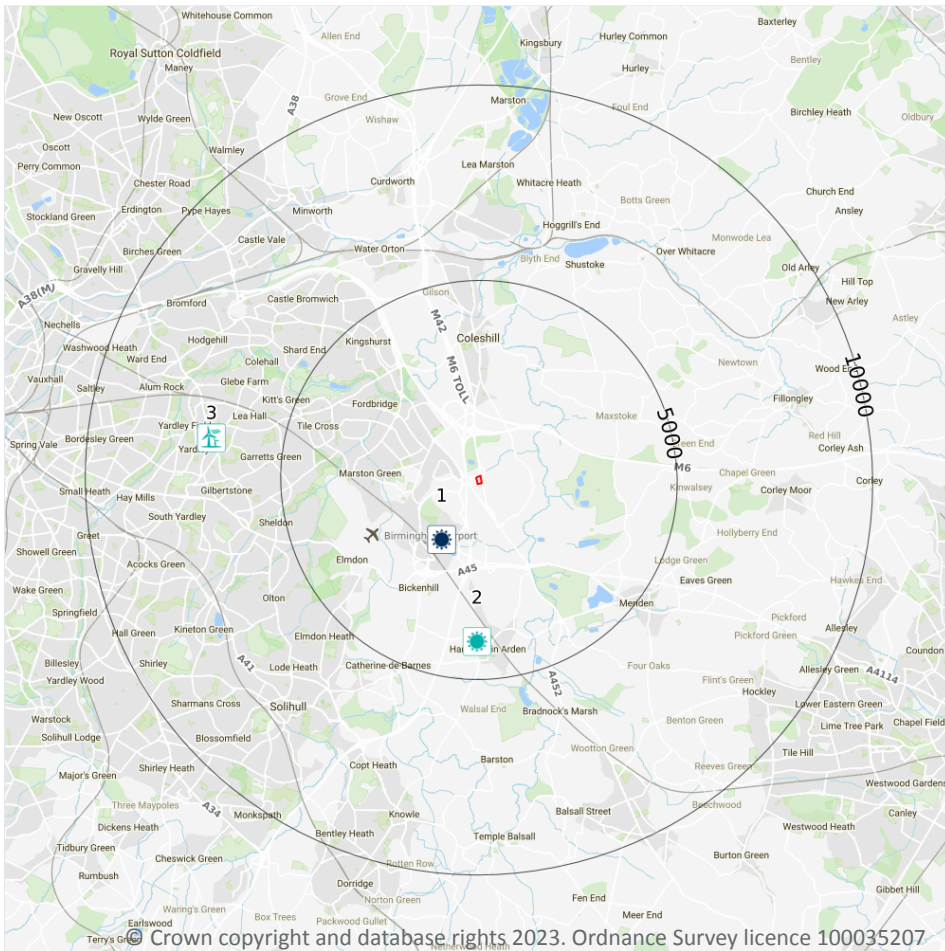 Whitehouse Common
Allen End
Kingsbury
Hurley Common
Baxterley
Royal Sutton Coldfield
Maney
Hurley
Bentley
A38
Grove End
Marston
Foul End
Birchley Heath
Oldbury
New Oscott
Wylde Green
Wishaw
Oscott
Walmley
Perry Common
Lea Marston
Chester Road
Curdworth
Whitacre Heath
Church End
Stockland Green
Erdington
Pype Hayes
Minworth
Botts Green
Ansley
Hoggrill's End
Birches Green
Castle Vale
Water Orton
Over Whitacre
Monwode Lea
Gravelly Hill
Blyth End
Shustoke
Old Arley
Hill Top
A38(M)
Bromford
Castle Bromwich
Gilson
New Arley
Nechells
M42
Astley
Washwood Heath
Hodgehill
Kingshurst
Coleshill
Ward End
Shard End
Colehall
Newtown
Wood End
10000
Vauxhall
Saltley
Alum Rock
Glebe Farm
Kitt's Green
M6 TOLL
Fordbridge
Fillongley
3
Lea Hall
Maxstoke
5000
Spring Vale
Bordesley Green
Yardley
Tile Cross
Green End
Red Hill
Corley Ash
Garretts Green
Marston Green
M6
Chapel Green
Corley
Small Heath
Hay Mills
Gilbertstone
1
Kinwalsey
Corley Moor
South Yardley
Sheldon
Greet
Birmingham Airport
Hollyberry End
Showell Green
Acocks Green
Elmdon
A45
Lodge Green
Wake Green
Bickenhill
Eaves Green
Hawkes End
Olton
2
Meriden
Springfield
Pickford
Allesley
Hall Green
Kineton Green
Elmdon Heath
Pickford Green
Hampton in Arden
Coundon
Billesley
Shirley
A41
Lode Heath
Catherine de Barnes
Four Oaks
Allesley Green
A4114
Yardley Wood
A452
Flint's Green
Sharmans Cross
Solihull
Hockley
Lower Eastern Green
Warstock
Walsal End
Bradnock's Marsh
Benton Green
Lime Tree Park
Chapel Field
Solihull Lodge
Blossomfield
Wootton Green
Tile Hill
Major's Green
Shirley Heath
Copt Heath
Barston
Reeves Green
Westwood Gardens
Three Maypoles
A34
Monkspath
Knowle
Balsall Street
Beechwood
Canley
Dickens Heath
Bentley Heath
Temple Balsall
Westwood Heath
Tidbury Green
Cheswick Green
Rotten Row
Burton Green
Rumbush
Dorridge
Gibbet Hill
Norton Green
Fen End
Waring's Green
Box Trees
Packwood Gullet
Meer End
Earlswood
Terry's Green
© Crown copyright and database rights 2023. Ordnance Survey licence 100035207.